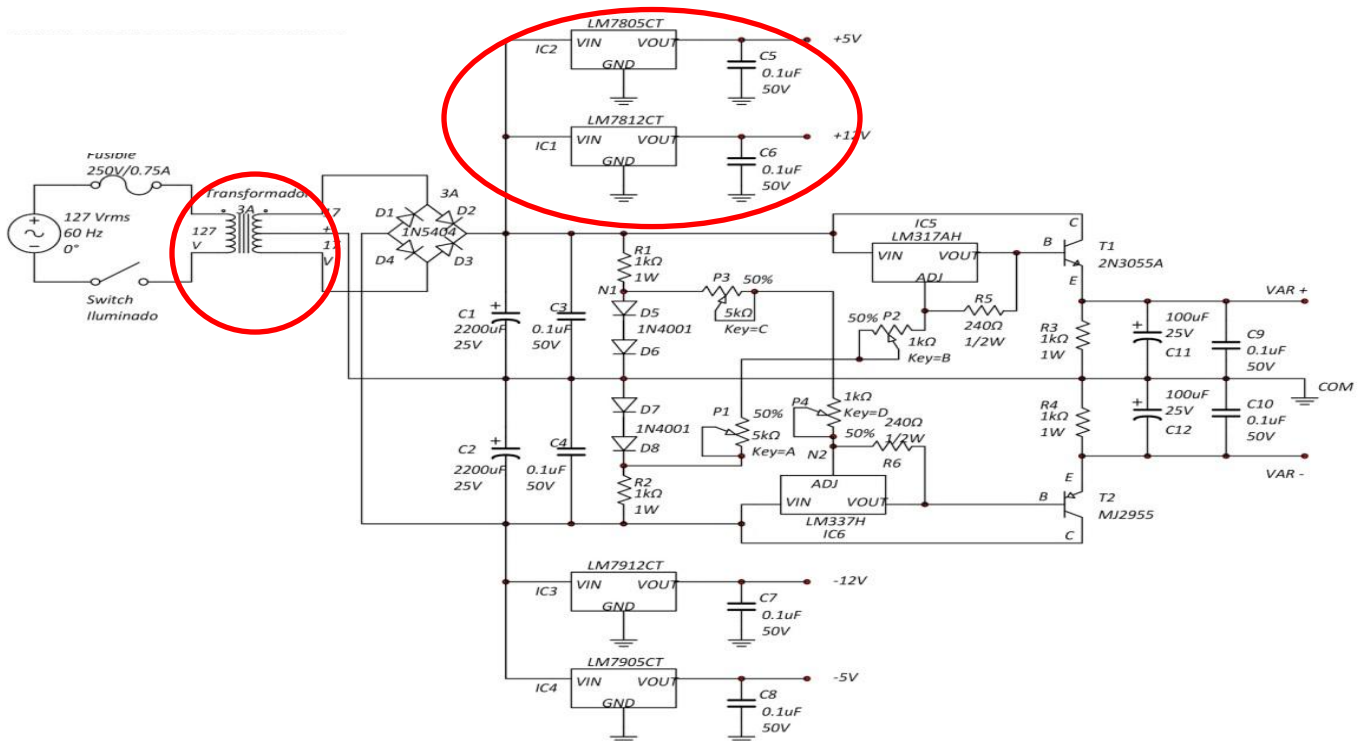 LM7805CT
VIN VOUT
GND
IC2
+5V
C5
0.1uF
50V
LM7812CT
VIN VOUT
GND
IC1
+12V
C6
0.1uF
50V
Fusible
250V/0.75A
127 Vrms
60 Hz
0°
Switch
Iluminado
Transformador
3A
127
V
17
+
17
V
3A
D1
D2
1N5404
D4
D3
C1
2200uF
25V
C3
0.1uF
50V
R1
1kΩ
1W
N1
D5
1N4001
D6
P3
50%
5kΩ
Key=C
IC5
LM317AH
VIN VOUT
ADJ
50%
P2
1kΩ
Key=B
R5
240Ω
1/2W
C
B
E
T1
2N3055A
VAR +
R3
1kΩ
1W
100uF
25V
C11
C9
0.1uF
50V
COM
C2
2200uF
25V
C4
0.1uF
50V
D7
1N4001
D8
R2
1kΩ
1W
P1
50%
5kΩ
Key=A
P4
1kΩ
Key=D
50%
N2
240Ω
1/2W
R6
ADJ
VIN VOUT
LM337H
IC6
R4
1kΩ
1W
100uF
25V
C12
C10
0.1uF
50V
VAR -
E
B
C
T2
MJ2955
LM7912CT
VIN VOUT
GND
IC3
-12V
C7
0.1uF
50V
LM7905CT
VIN VOUT
GND
IC4
-5V
C8
0.1uF
50V